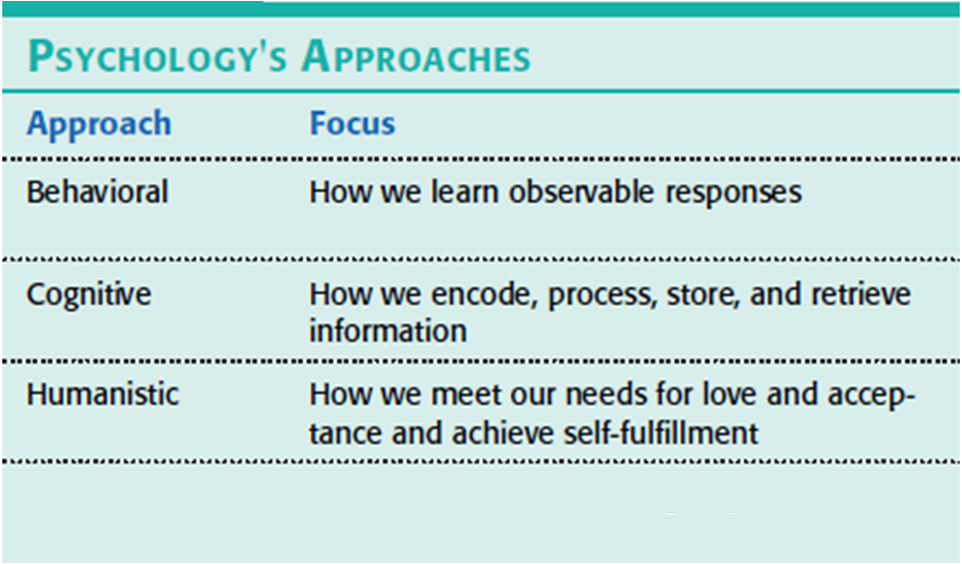 PSYCHOLOGY'S APPROACHES
Approach Focus
Behavioral How we learn observable responses
Cognitive How we encode, process, store, and retrieve
information
Humanistic How we meet our needs for love and accep-
tance and achieve self-fulfillment